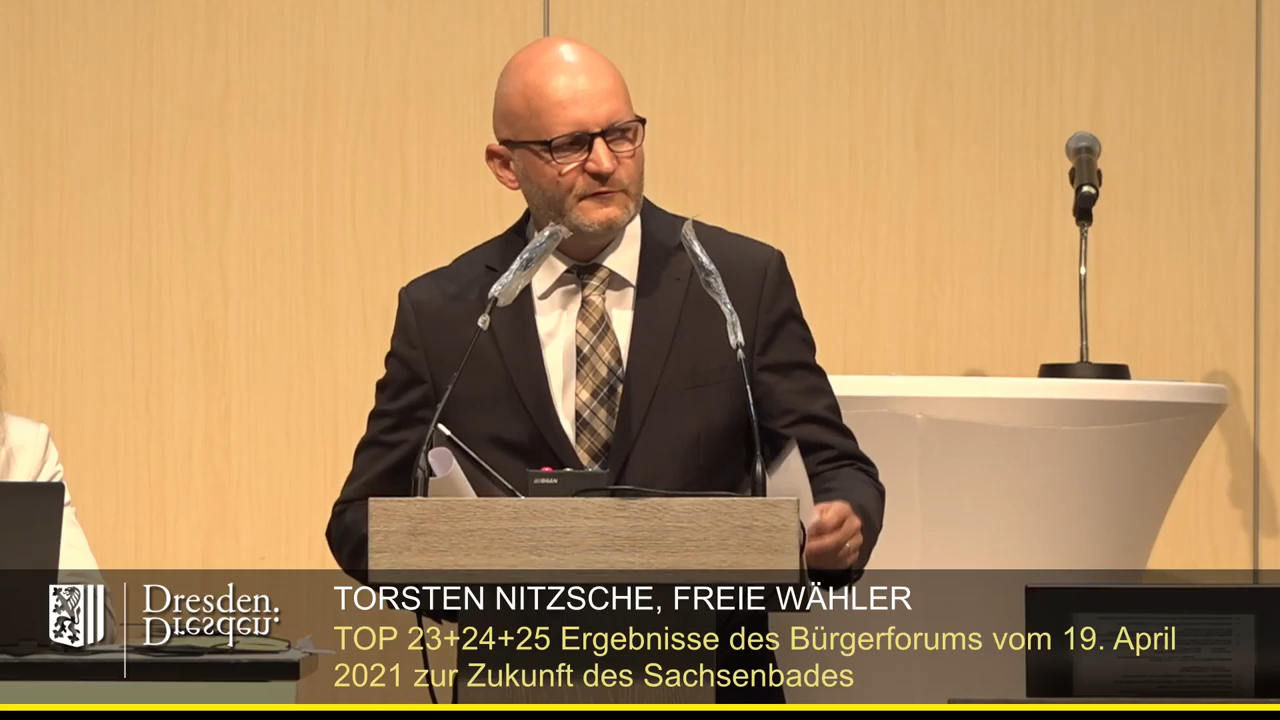 Dresden.
Dresden.
TORSTEN NITZSCHE, FREIE WÄHLER
TOP 23+24+25 Ergebnisse des Bürgerforums vom 19. April
2021 zur Zukunft des Sachsenbades